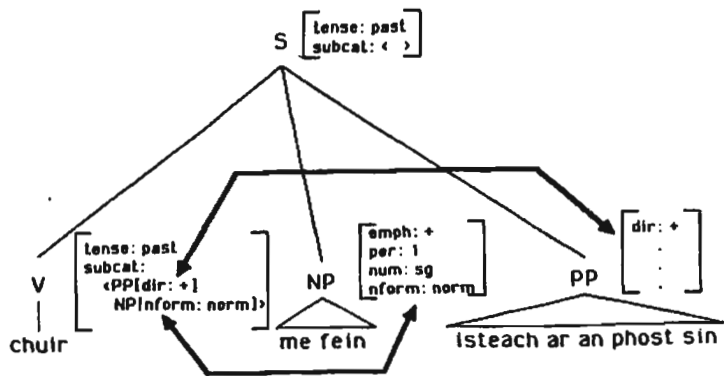 S
tense: past
subcat: < >
V
tense: past
subcat:
<PP[dir: +]
NP[nform: norm]>
NP
emph: +
per: 1
num: sg
nform: norm
PP
dir: +
.
.
.
chuir
me fein
isteach ar an phost sin